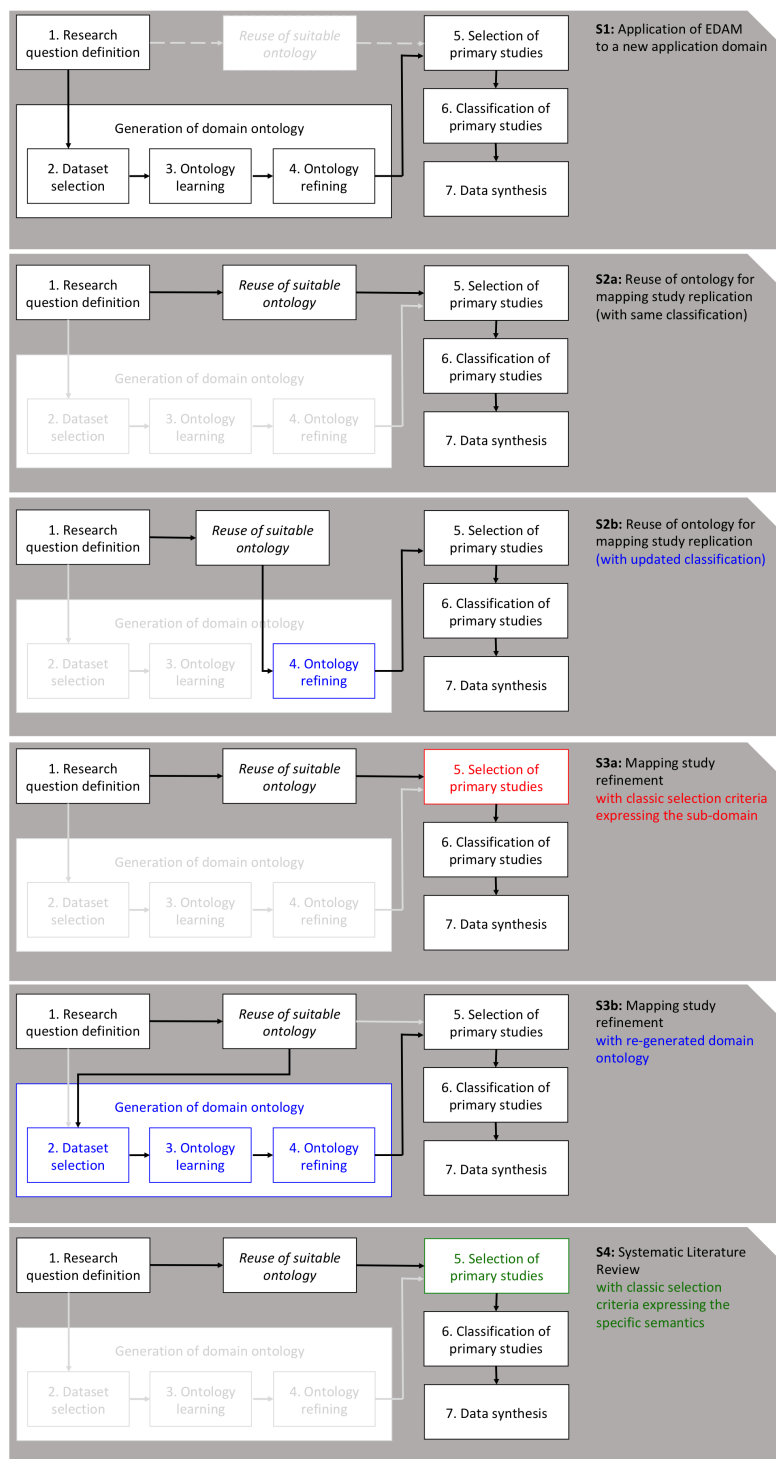 1. Research
question definition
Reuse of suitable
ontology
5. Selection of
primary studies
S1: Application of EDAM
to a new application domain
6. Classification of
primary studies
Generation of domain ontology
2. Dataset
selection
3. Ontology
learning
4. Ontology
refining
7. Data synthesis
1. Research
question definition
Reuse of suitable
ontology
5. Selection of
primary studies
S2a: Reuse of ontology for
mapping study replication
(with same classification)
6. Classification of
primary studies
Generation of domain ontology
2. Dataset
selection
3. Ontology
learning
4. Ontology
refining
7. Data synthesis
1. Research
question definition
Reuse of suitable
ontology
5. Selection of
primary studies
S2b: Reuse of ontology for
mapping study replication
(with updated classification)
6. Classification of
primary studies
Generation of domain ontology
2. Dataset
selection
3. Ontology
learning
4. Ontology
refining
7. Data synthesis
1. Research
question definition
Reuse of suitable
ontology
5. Selection of
primary studies
S3a: Mapping study
refinement
with classic selection criteria
expressing the sub-domain
6. Classification of
primary studies
Generation of domain ontology
2. Dataset
selection
3. Ontology
learning
4. Ontology
refining
7. Data synthesis
1. Research
question definition
Reuse of suitable
ontology
5. Selection of
primary studies
S3b: Mapping study
refinement
with re-generated domain
ontology
6. Classification of
primary studies
Generation of domain ontology
2. Dataset
selection
3. Ontology
learning
4. Ontology
refining
7. Data synthesis
1. Research
question definition
Reuse of suitable
ontology
5. Selection of
primary studies
S4: Systematic Literature
Review
with classic selection
criteria expressing the
specific semantics
6. Classification of
primary studies
Generation of domain ontology
2. Dataset
selection
3. Ontology
learning
4. Ontology
refining
7. Data synthesis